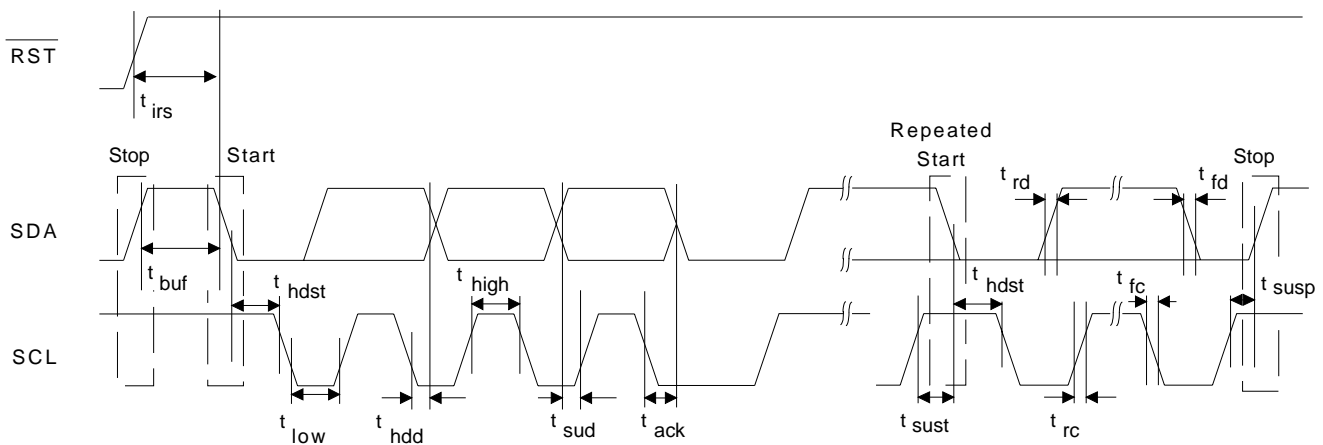 RST
t irs
Repeated
Stop Start Start Stop
t rd t fd
SDA
t buf t hdst t high t hdst t fc t susp
SCL
t low t hdd t sud t ack t sust t rc